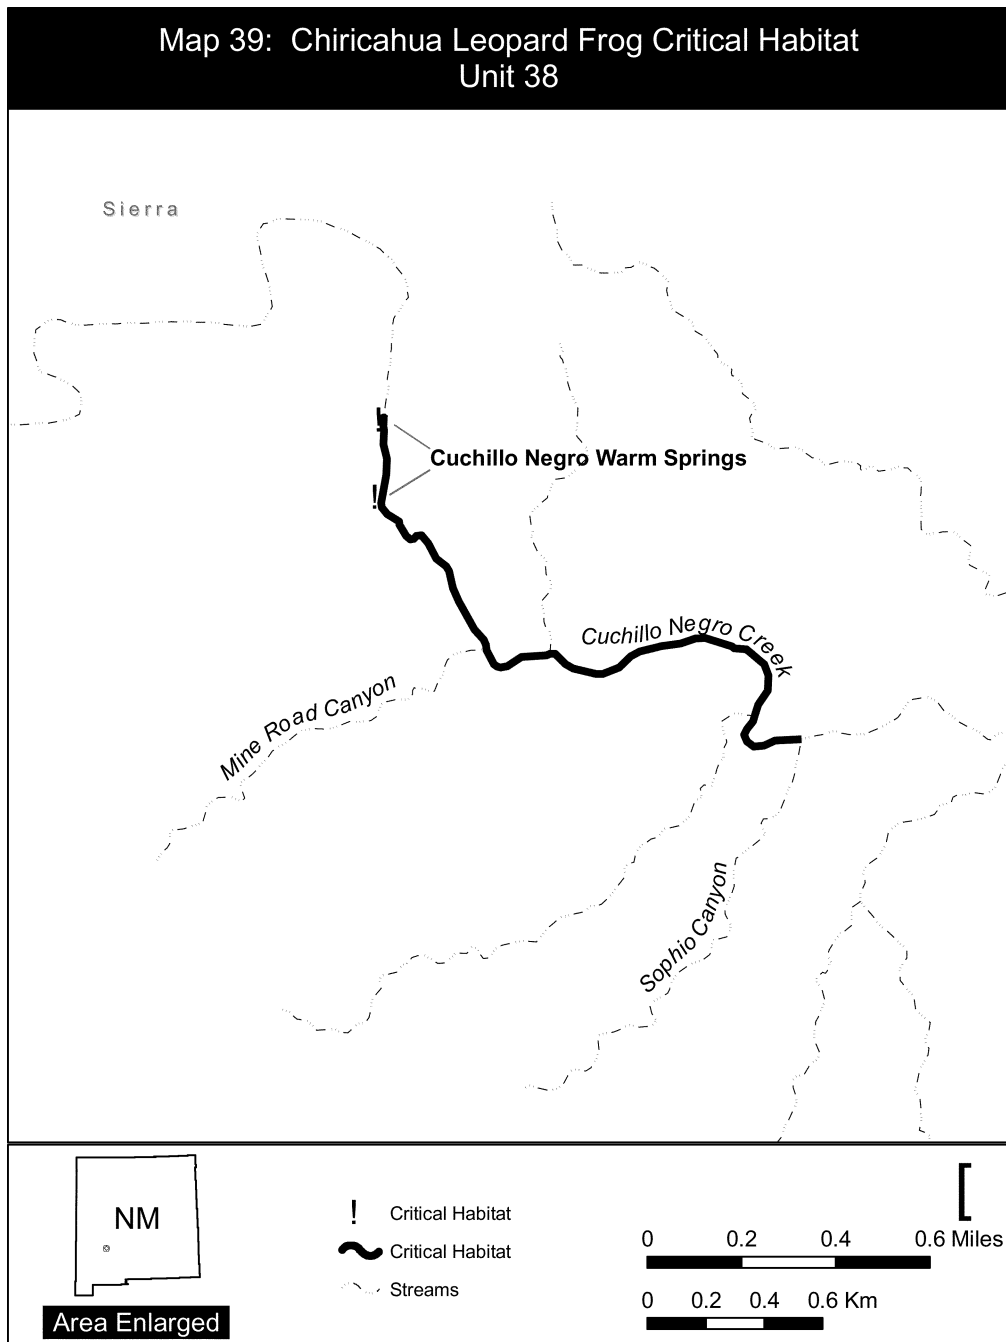 Map 39: Chiricahua Leopard Frog Critical Habitat
Unit 38
Sierra
!
Cuchillo Negro Warm Springs
!
Cuchillo Negro Creek
Mine Road Canyon
Sophio Canyon
NM
Area Enlarged
! Critical Habitat
Critical Habitat
Streams
[
0 0.2 0.4 0.6 Miles
0 0.2 0.4 0.6 Km